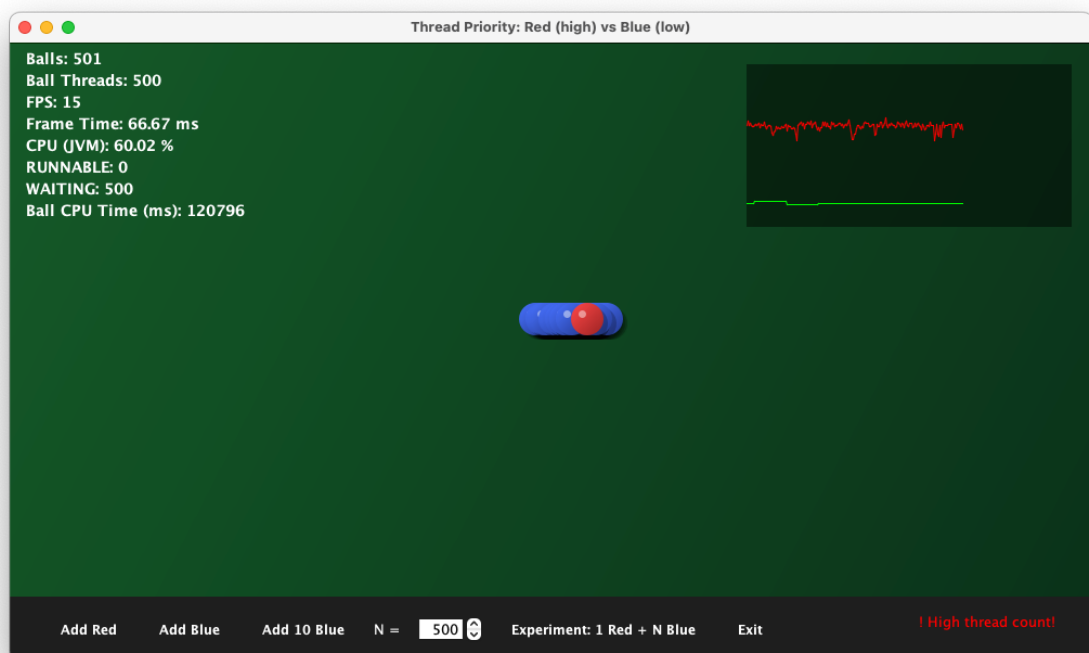 Thread Priority: Red (high) vs Blue (low)
Balls: 501
Ball Threads: 500
FPS: 15
Frame Time: 66.67 ms
CPU (JVM): 60.02 %
RUNNABLE: 0
WAITING: 500
Ball CPU Time (ms): 120796
Add Red Add Blue Add 10 Blue N = 500 Experiment: 1 Red + N Blue Exit ! High thread count!